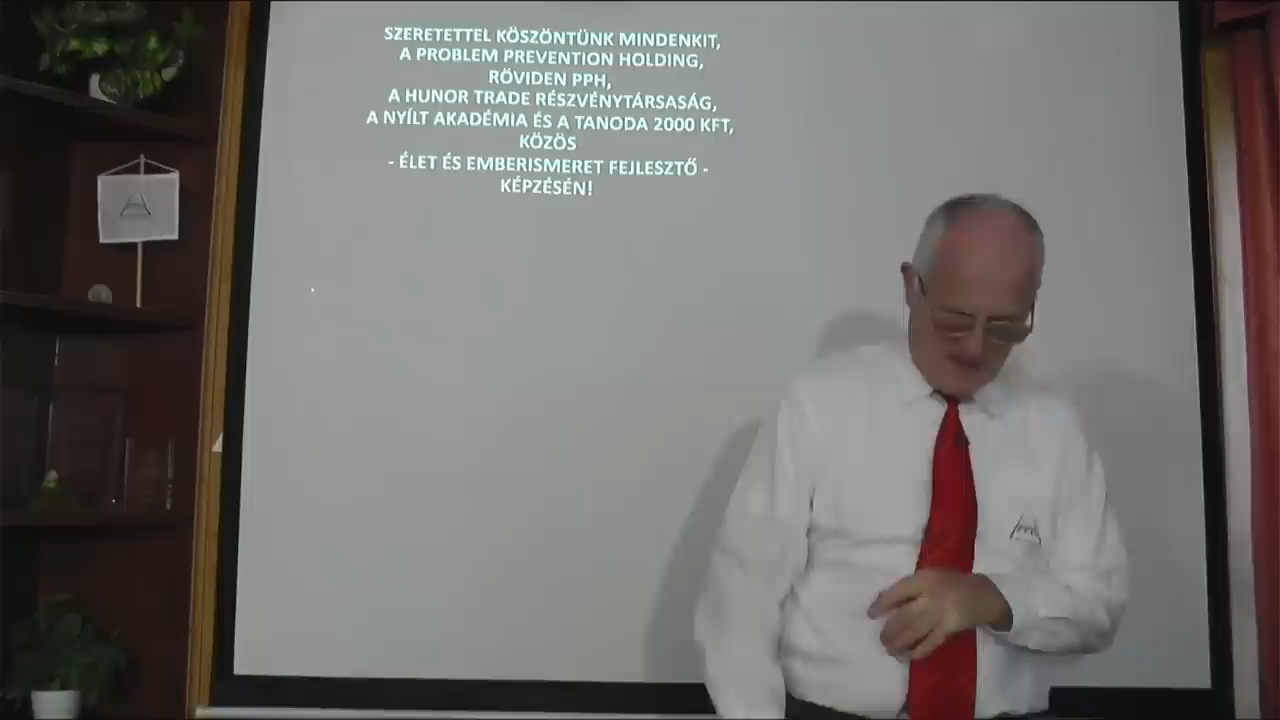 SZERETETTEL KÖSZÖNTÜNK MINDENKIT,
A PROBLEM PREVENTION HOLDING,
RÖVIDEN PPH,
A HUNOR TRADE RÉSZVÉNYTÁRSASÁG,
A NYÍLT AKADÉMIA ÉS A TANODA 2000 KFT,
KÖZÖS
- ÉLET ÉS EMBERISMERET FEJLESZTŐ -
KÉPZÉSÉN!